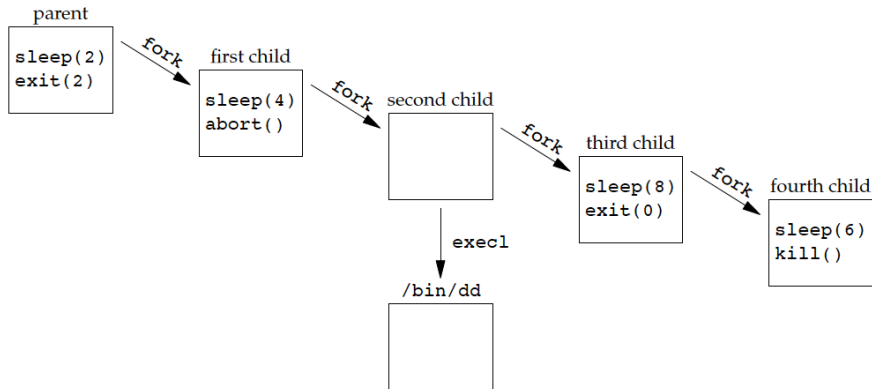 parent
sleep(2)
exit(2)
fork
first child
sleep(4)
abort()
fork
second child
fork
third child
sleep(8)
exit(0)
fork
fourth child
sleep(6)
kill()
execl
/bin/dd